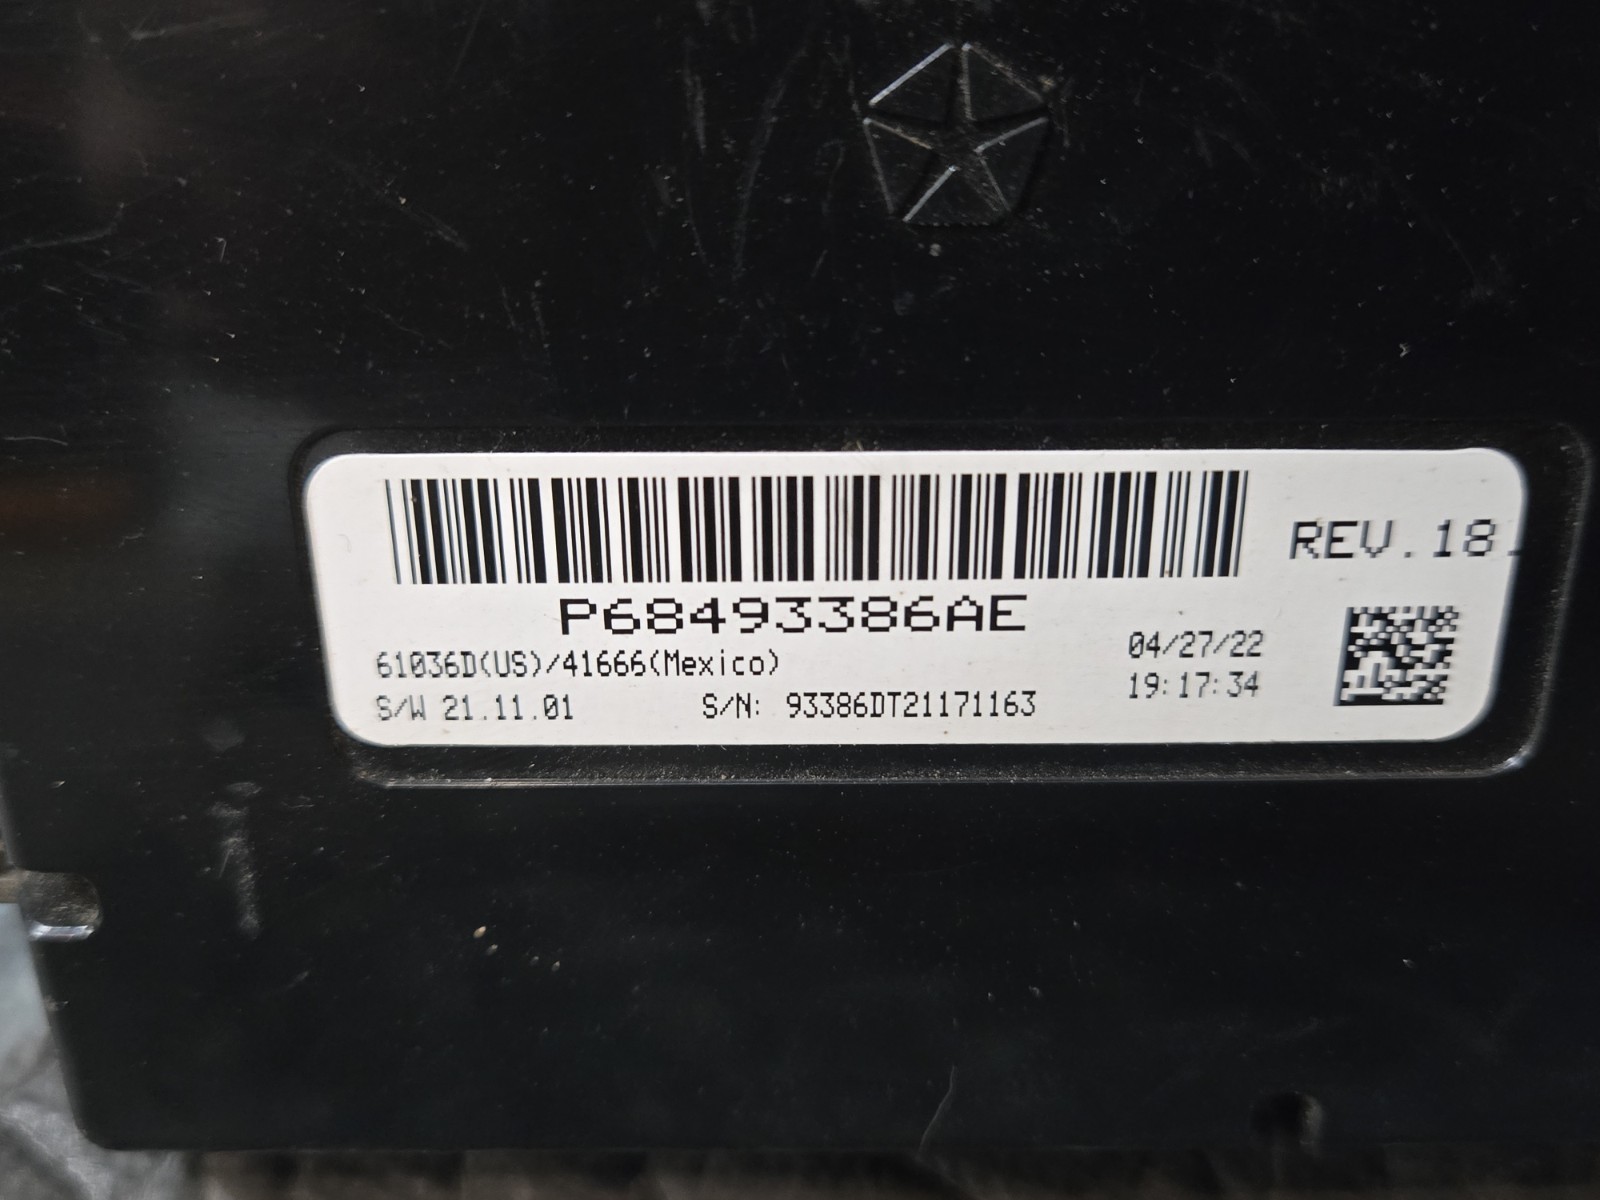 REV.18.
P68493386AE
61036D(US)/41666(Mexico)
04/27/22
S/W 21.11.01
S/N: 93386DT21171163
19:17:34